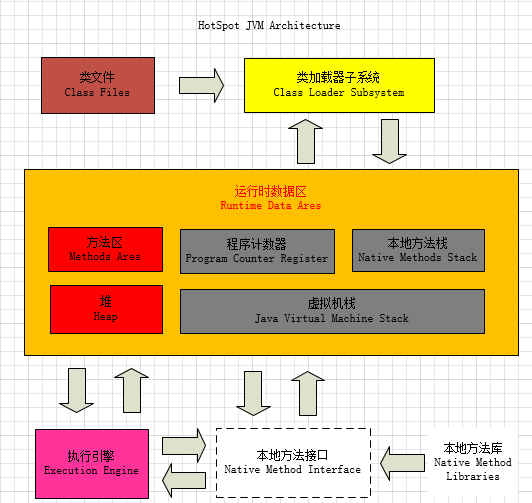 HotSpot JVM Architecture
类文件
Class Files
类加载器子系统
Class Loader Subsystem
运行时数据区
Runtime Data Ares
方法区
Methods Ares
程序计数器
Program Counter Register
本地方法栈
Native Methods Stack
堆
Heap
虚拟机栈
Java Virtual Machine Stack
执行引擎
Execution Engine
本地方法接口
Native Method Interface
本地方法库
Native Method
Libraries